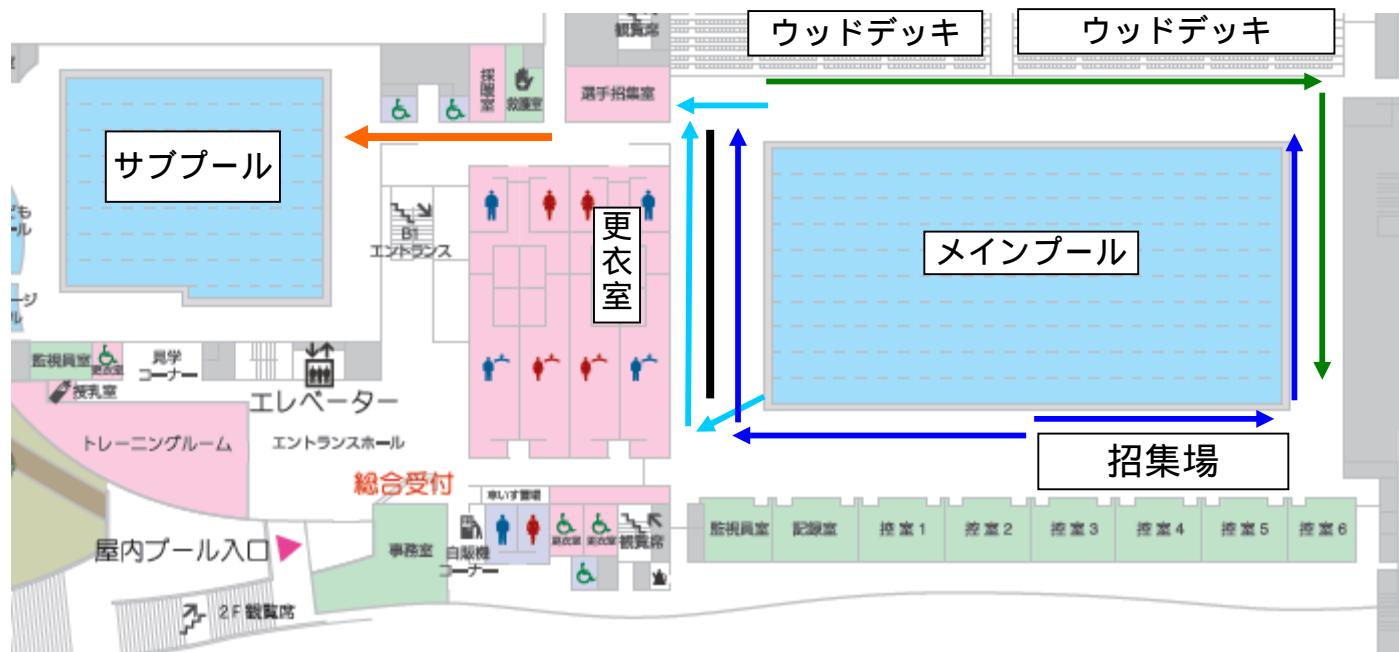 観覧席
ウッドデッキ
ウッドデッキ
採暖室
救護室
選手招集室
サブプール
更衣室
メインプール
B1
エントランス
監視員室
更衣室
見学
コーナー
授乳室
エレベーター
トレーニングルーム
エントランスホール
招集場
総合受付
車いす置場
監視員室
記録室
控室1
控室2
控室3
控室4
控室5
控室6
屋内プール入口
事務室
自販機
コーナー
更衣室
更衣室
観覧席
2F観覧席